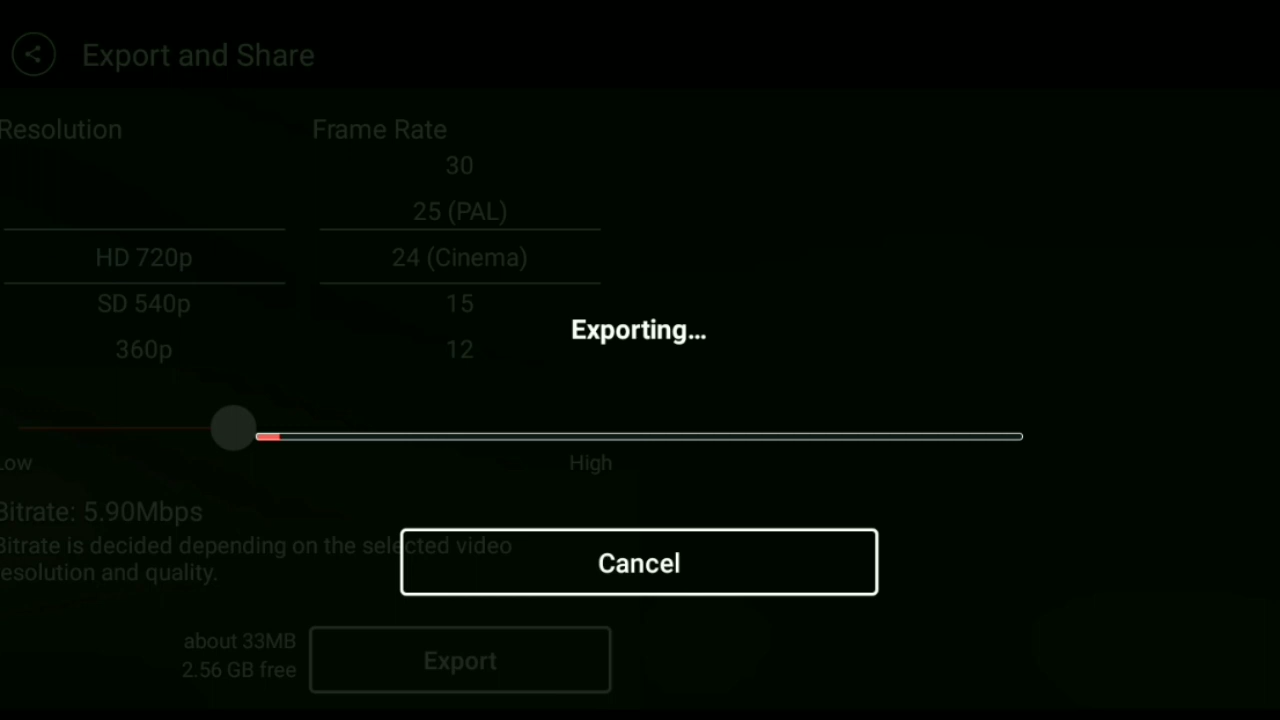 Export and Share
Resolution
Frame Rate
30
25 (PAL)
HD 720p
24 (Cinema)
SD 540p
15
360p
12
Exporting...
Low
High
Bitrate: 5.90Mbps
Bitrate is decided depending on the selected video
resolution and quality.
Cancel
about 33MB
2.56 GB free
Export